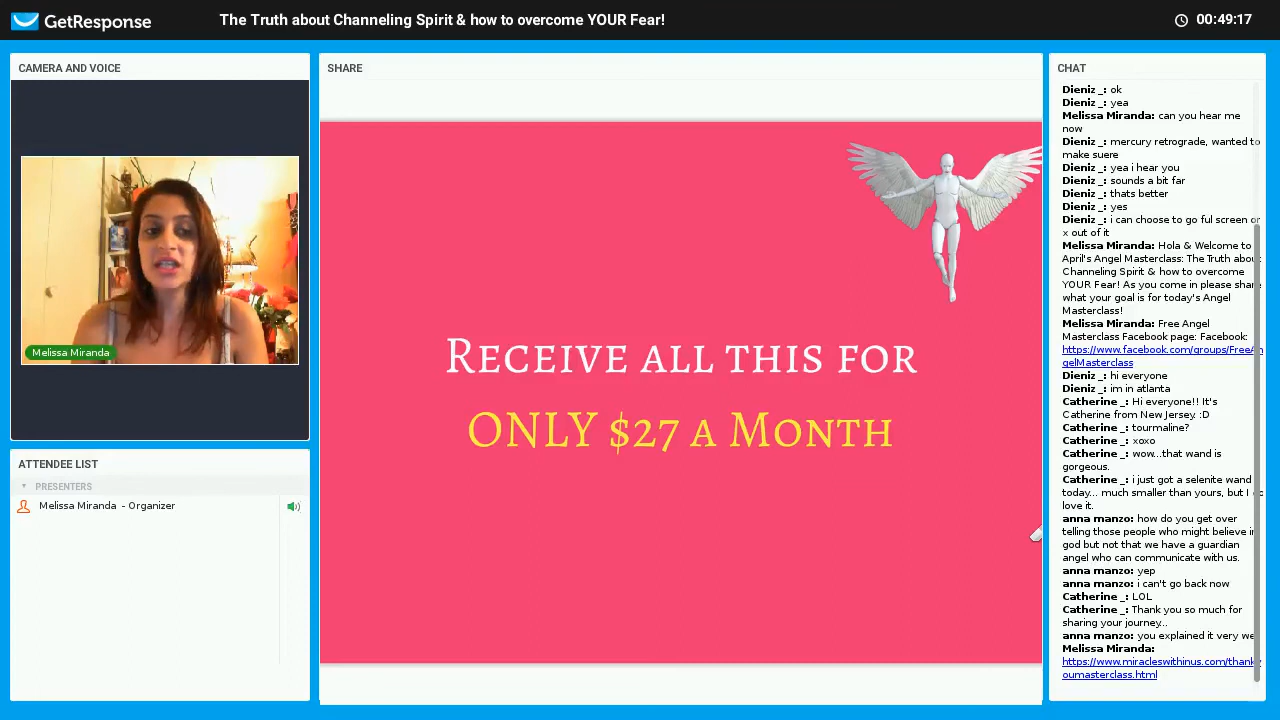 GetResponse
The Truth about Channeling Spirit & how to overcome YOUR Fear!
00:49:17
CAMERA AND VOICE
Melissa Miranda
ATTENDEE LIST
PRESENTERS
Melissa Miranda - Organizer
SHARE
RECEIVE ALL THIS FOR
ONLY $27 A MONTH
CHAT
Dieniz _: ok
Dieniz _: yea
Melissa Miranda: can you hear me
now
Dieniz _: mercury retrograde, wanted to
make suere
Dieniz _: yea i hear you
Dieniz _: sounds a bit far
Dieniz _: thats better
Dieniz _: yes
Dieniz _: i can choose to go ful screen or
x out of it
Melissa Miranda: Hola & Welcome to
April's Angel Masterclass: The Truth about
Channeling Spirit & how to overcome
YOUR Fear! As you come in please share
what your goal is for today's Angel
Masterclass!
Melissa Miranda: Free Angel
Masterclass Facebook page: Facebook:
https://www.facebook.com/groups/FreeAn
gelMasterclass
Dieniz _: hi everyone
Dieniz _: im in atlanta
Catherine _: Hi everyone!! It's
Catherine from New Jersey. :D
Catherine _: tourmaline?
Catherine _: xoxo
Catherine _: wow...that wand is
gorgeous.
Catherine _: i just got a selenite wand
today... much smaller than yours, but I do
love it.
anna manzo: how do you get over
telling those people who might believe in
god but not that we have a guardian
angel who can communicate with us.
anna manzo: yep
anna manzo: i can't go back now
Catherine _: LOL
Catherine _: Thank you so much for
sharing your journey...
anna manzo: you explained it very we
Melissa Miranda:
https://www.miracleswithinus.com/thanky
oumasterclass.html